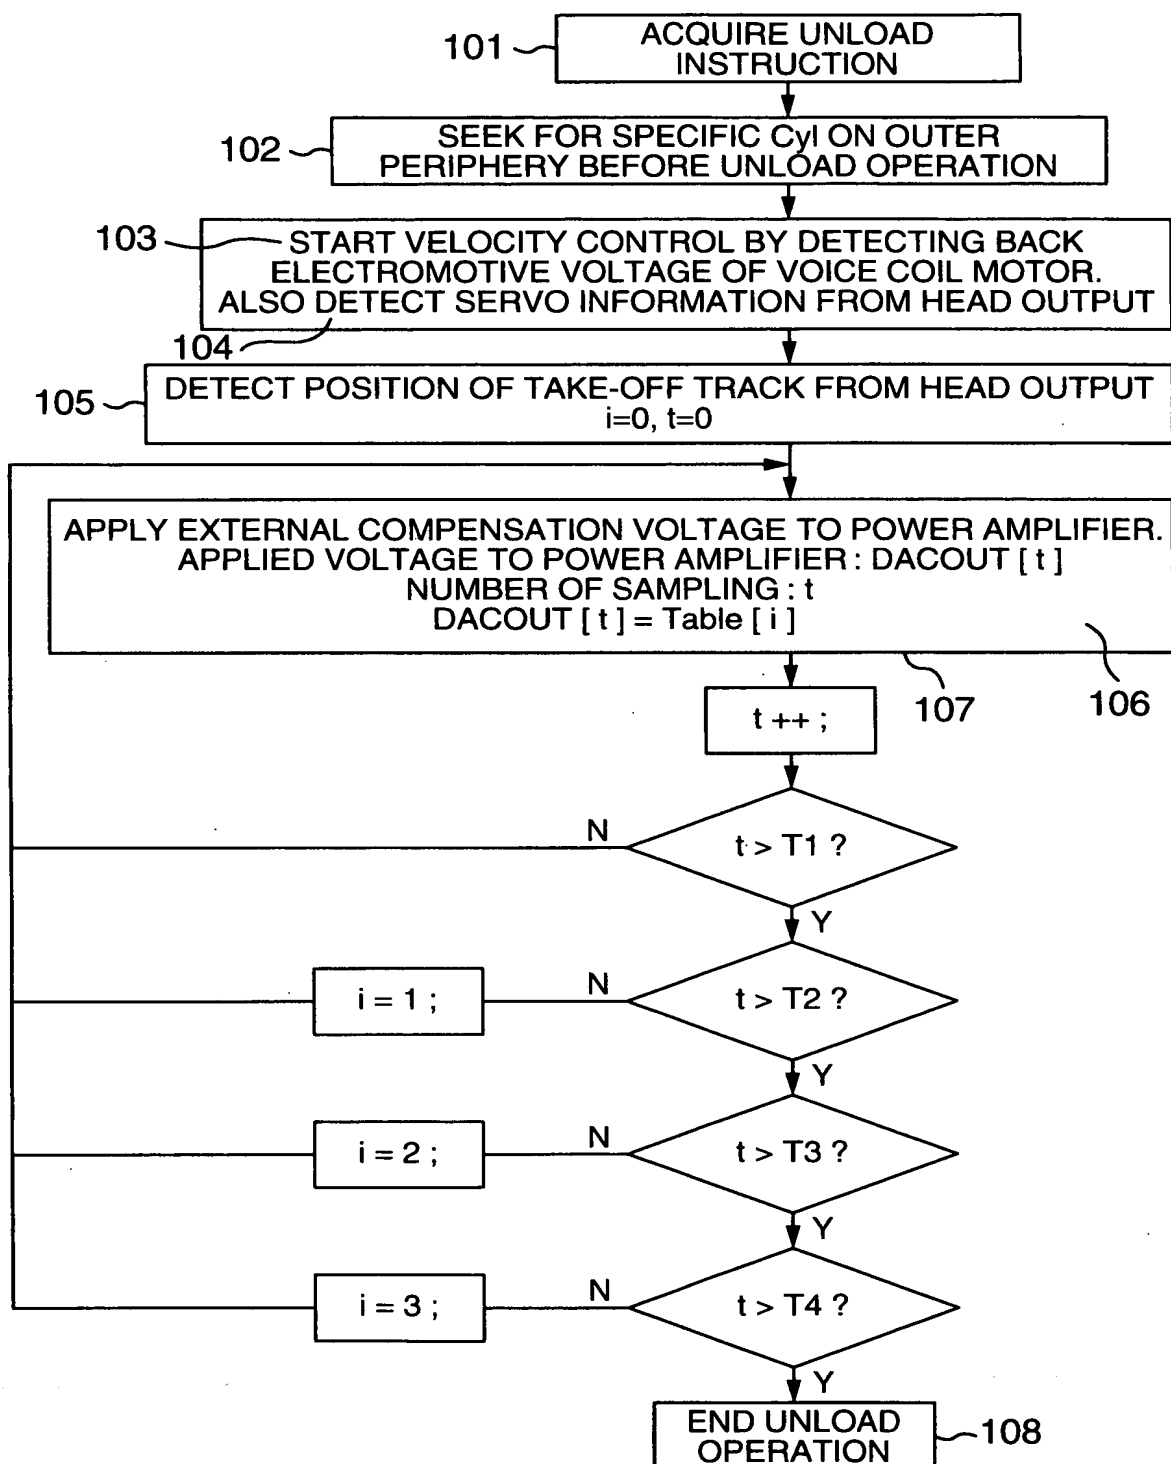 101
ACQUIRE UNLOAD
INSTRUCTION
102
SEEK FOR SPECIFIC Cyl ON OUTER
PERIPHERY BEFORE UNLOAD OPERATION
103
START VELOCITY CONTROL BY DETECTING BACK
ELECTROMOTIVE VOLTAGE OF VOICE COIL MOTOR.
ALSO DETECT SERVO INFORMATION FROM HEAD OUTPUT
104
105
DETECT POSITION OF TAKE-OFF TRACK FROM HEAD OUTPUT
i=0, t=0
APPLY EXTERNAL COMPENSATION VOLTAGE TO POWER AMPLIFIER.
APPLIED VOLTAGE TO POWER AMPLIFIER : DACOUT [ t ]
NUMBER OF SAMPLING : t
DACOUT [ t ] = Table [ i ]
107
106
t ++ ;
N
t > T1 ?
Y
i = 1 ;
N
t > T2 ?
Y
i = 2 ;
N
t > T3 ?
Y
i = 3 ;
N
t > T4 ?
Y
END UNLOAD
OPERATION
108